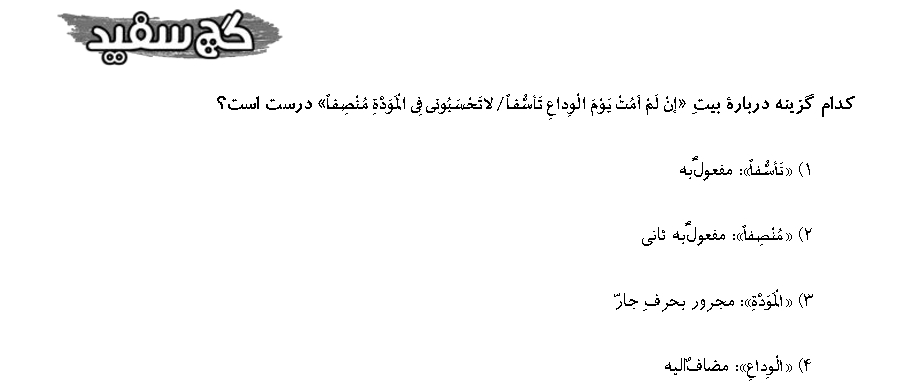 گچ سفید
کدام گزینه دربارهٔ بیتِ «إنْ لَمْ أمُتْ یَوْمَ الْوِداعِ تَأسُّفاً / لاتَحْسَبُونی فِی الْمَوَدَّةِ مُنْصِفاً» درست است؟
۱) «تَأسُّفاً»: مفعولٌ‌به
۲) «مُنْصِفاً»: مفعولٌ‌به ثانی
۳) «الْمَوَدَّةِ»: مجرور بحرفِ جارّ
۴) «الْوِداعِ»: مضافٌ‌الیه